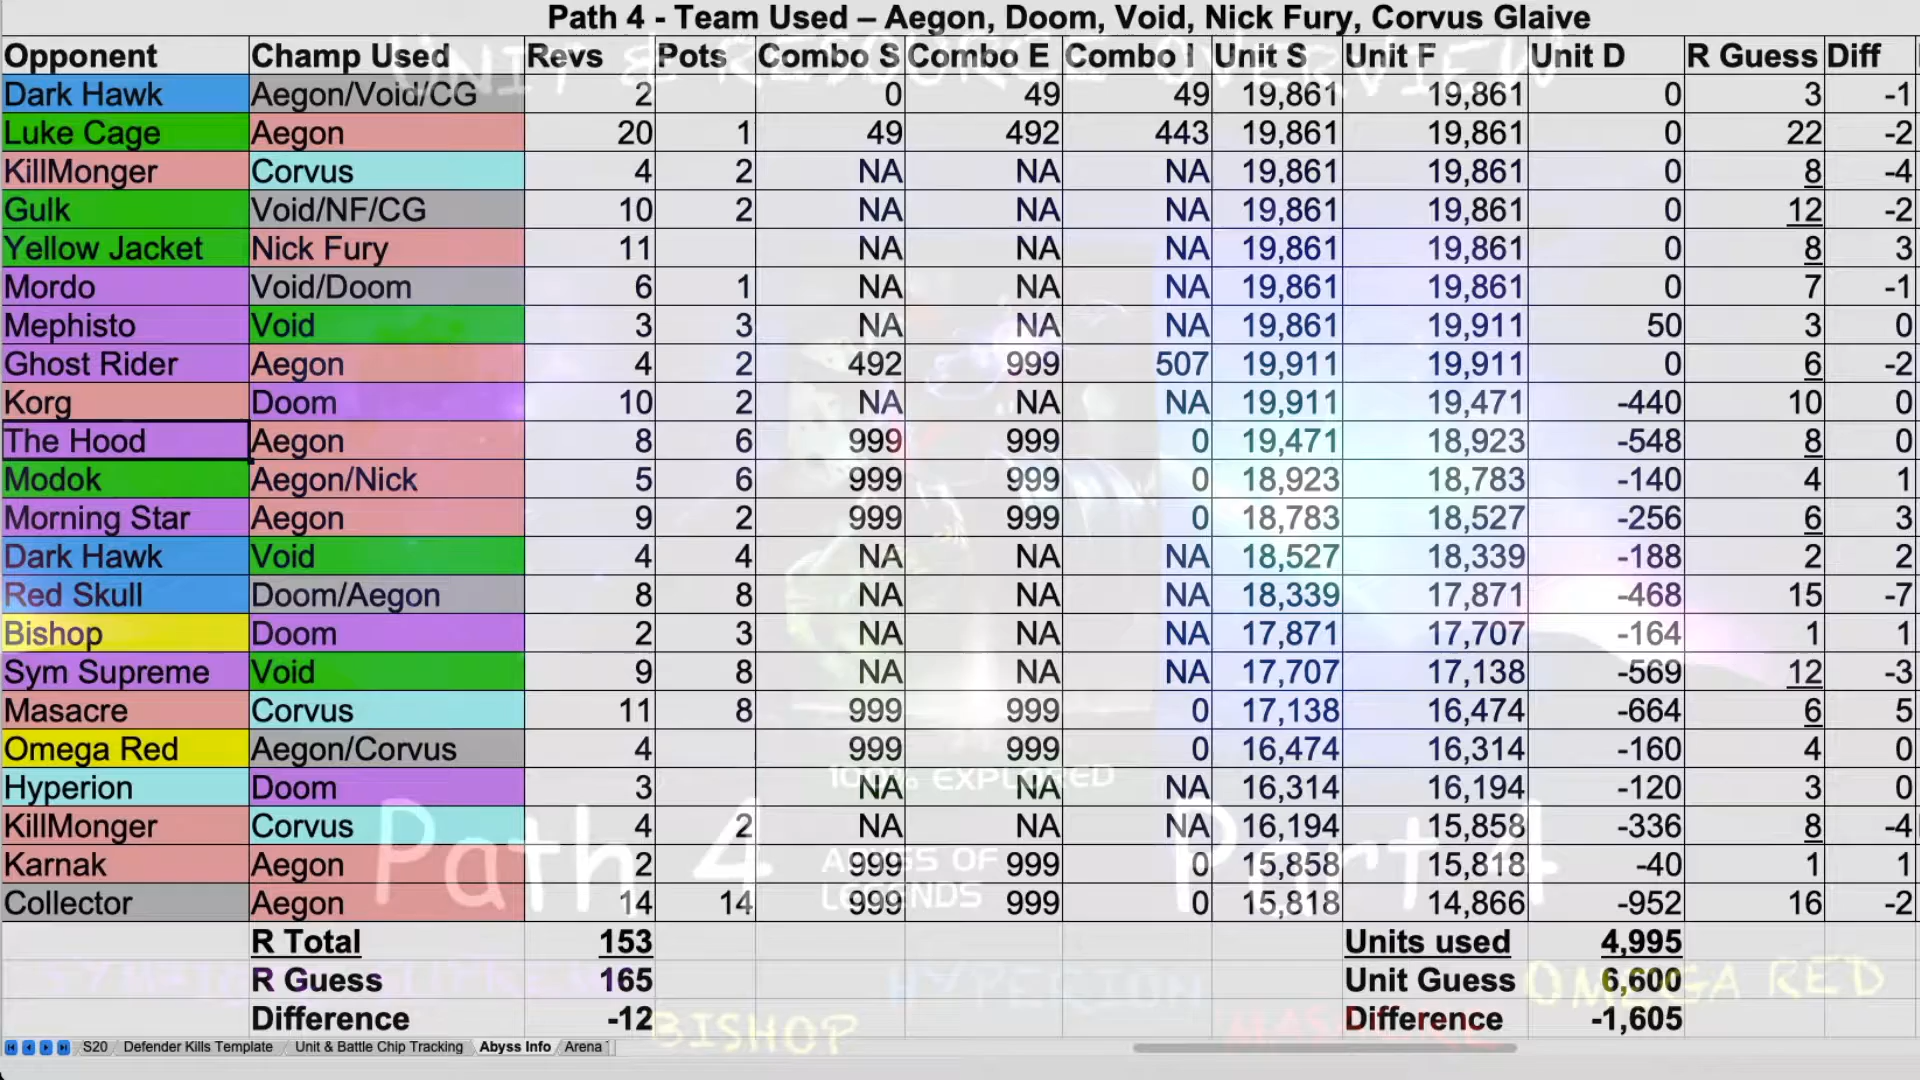 Path 4 - Team Used – Aegon, Doom, Void, Nick Fury, Corvus Glaive
UNIT & RESOURCE OVERVIEW
Opponent Champ Used Revs Pots Combo S Combo E Combo I Unit S Unit F Unit D R Guess Diff
Dark Hawk Aegon/Void/CG 2 0 49 49 19,861 19,861 0 3 -1
Luke Cage Aegon 20 1 49 492 443 19,861 19,861 0 22 -2
KillMonger Corvus 4 2 NA NA NA 19,861 19,861 0 8 -4
Gulk Void/NF/CG 10 2 NA NA NA 19,861 19,861 0 12 -2
Yellow Jacket Nick Fury 11 NA NA NA 19,861 19,861 0 8 3
Mordo Void/Doom 6 1 NA NA NA 19,861 19,861 0 7 -1
Mephisto Void 3 3 NA NA NA 19,861 19,911 50 3 0
Ghost Rider Aegon 4 2 492 999 507 19,911 19,911 0 6 -2
Korg Doom 10 2 NA NA NA 19,911 19,471 -440 10 0
The Hood Aegon 8 6 999 999 0 19,471 18,923 -548 8 0
Modok Aegon/Nick 5 6 999 999 0 18,923 18,783 -140 4 1
Morning Star Aegon 9 2 999 999 0 18,783 18,527 -256 6 3
Dark Hawk Void 4 4 NA NA NA 18,527 18,339 -188 2 2
Red Skull Doom/Aegon 8 8 NA NA NA 18,339 17,871 -468 15 -7
Bishop Doom 2 3 NA NA NA 17,871 17,707 -164 1 1
Sym Supreme Void 9 8 NA NA NA 17,707 17,138 -569 12 -3
Masacre Corvus 11 8 999 999 0 17,138 16,474 -664 6 5
Omega Red Aegon/Corvus 4 999 999 0 16,474 16,314 -160 4 0
100% EXPLORED
Hyperion Doom 3 NA NA NA 16,314 16,194 -120 3 0
KillMonger Corvus 4 2 NA NA NA 16,194 15,858 -336 8 -4
Path 4 Part 4
ABYSS OF
LEGENDS
Karnak Aegon 2 999 999 0 15,858 15,818 -40 1 1
Collector Aegon 14 14 999 999 0 15,818 14,866 -952 16 -2
R Total 153 Units used 4,995
R Guess 165 Unit Guess 6,600
HYPERION OMEGA RED
Difference -12 Difference -1,605
BISHOP
S20 Defender Kills Template Unit & Battle Chip Tracking Abyss Info Arena